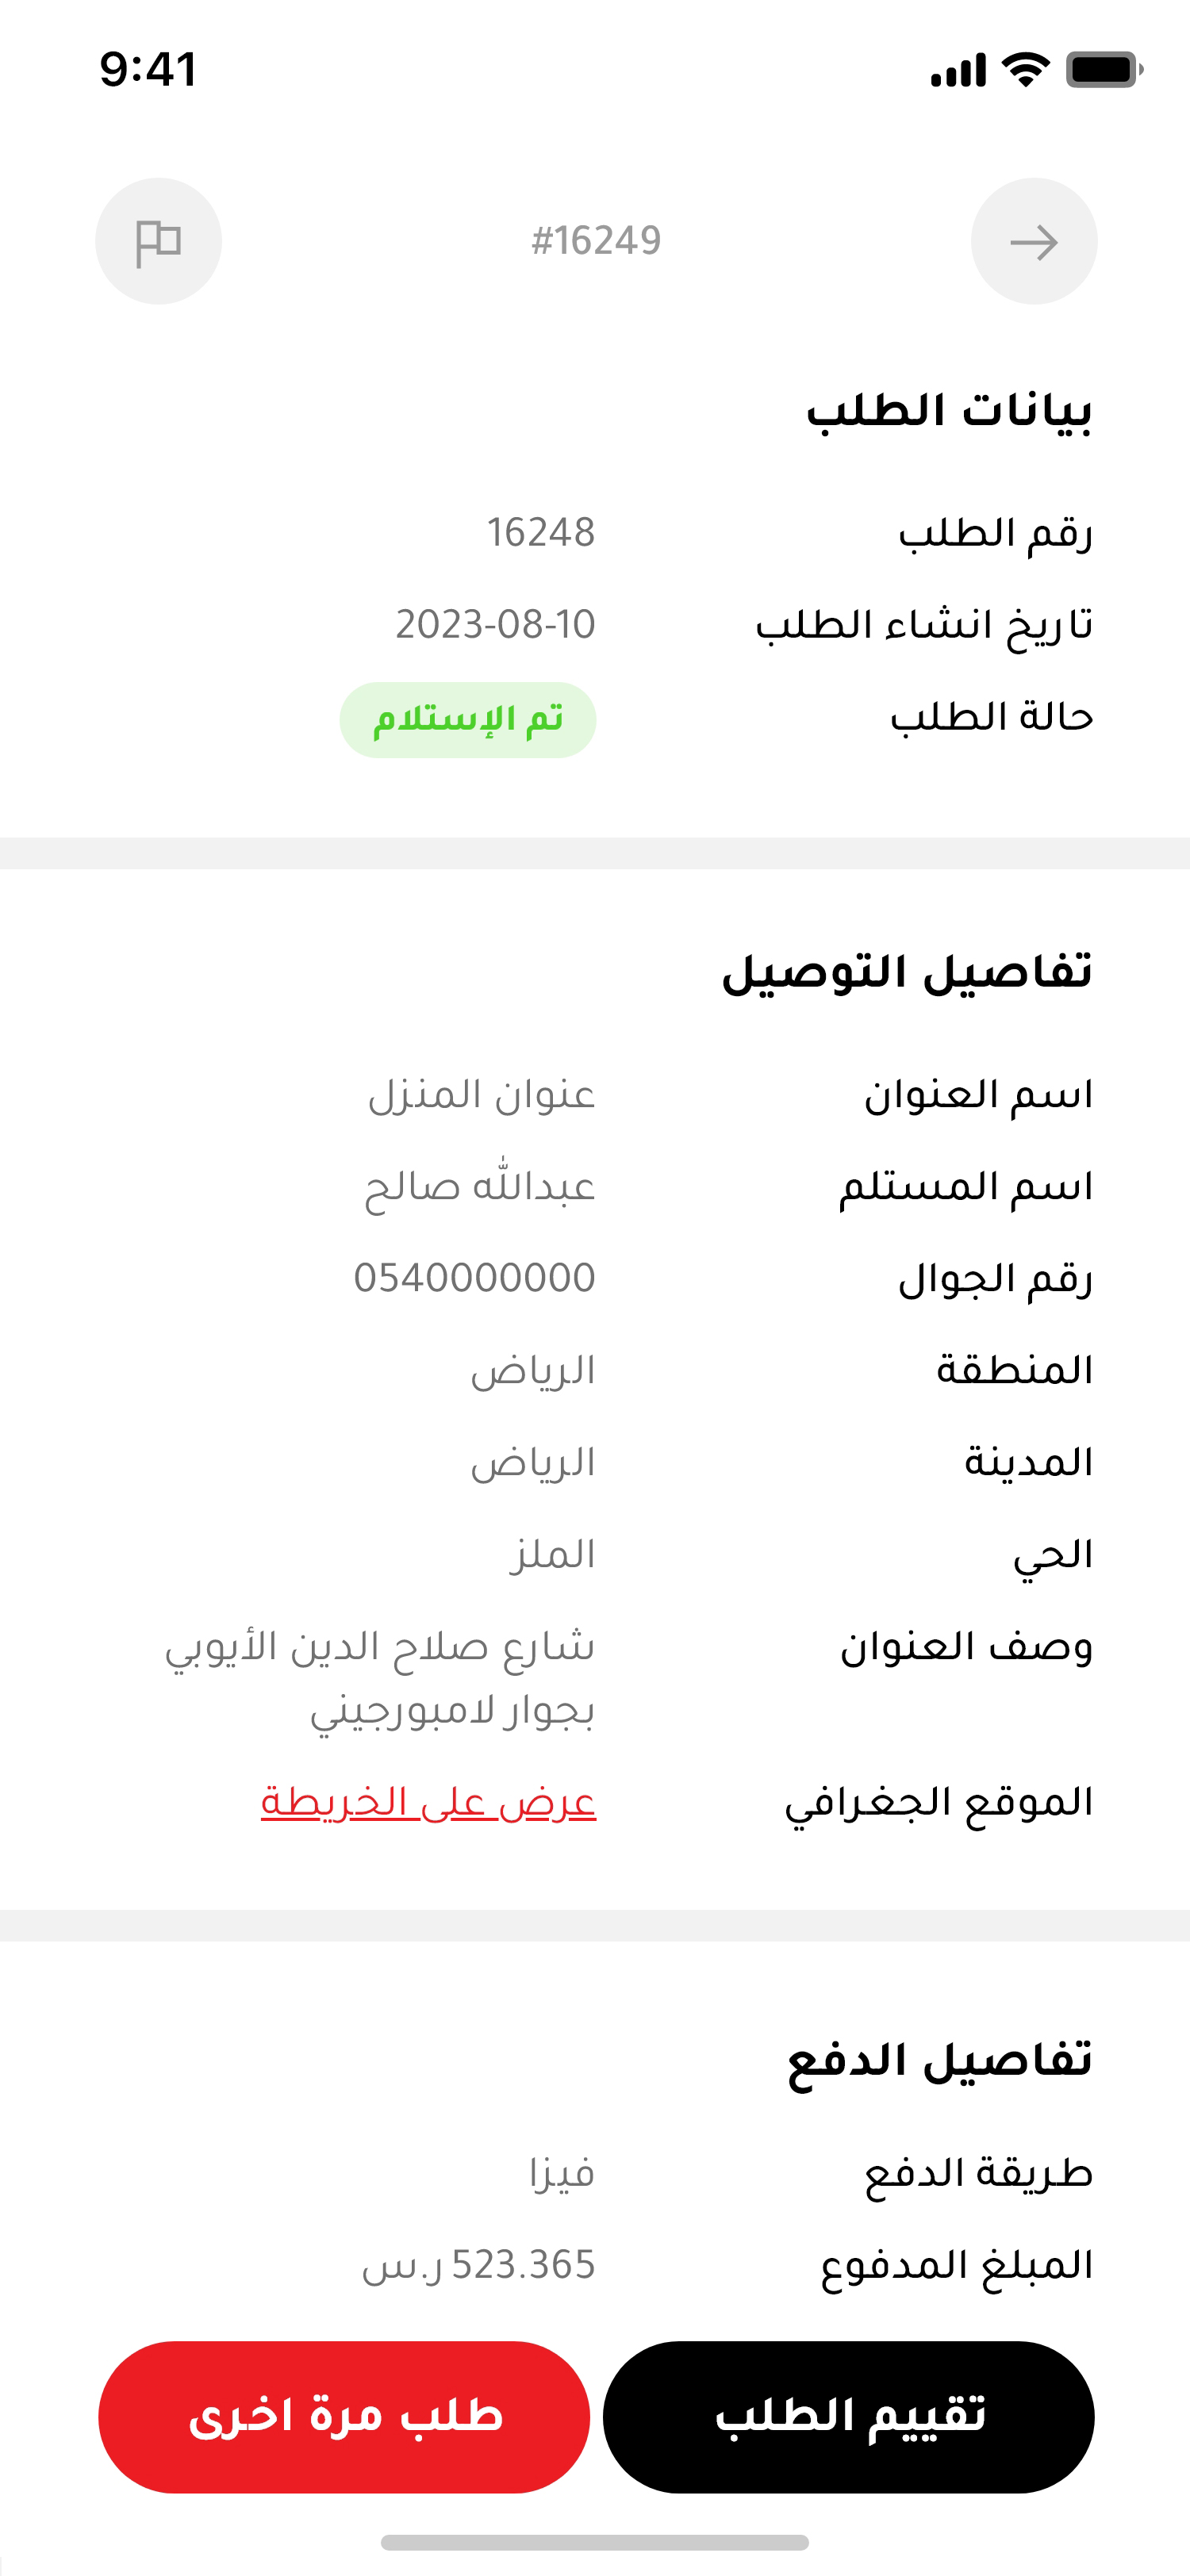 9:41
#16249
بيانات الطلب
رقم الطلب 16248
تاريخ انشاء الطلب 2023-08-10
حالة الطلب تم الإستلام
تفاصيل التوصيل
اسم العنوان عنوان المنزل
اسم المستلم عبدالله صالح
رقم الجوال 0540000000
المنطقة الرياض
المدينة الرياض
الحي الملز
وصف العنوان شارع صلاح الدين الأيوبي
بجوار لامبورجيني
الموقع الجغرافي عرض على الخريطة
تفاصيل الدفع
طريقة الدفع فيزا
المبلغ المدفوع 523.365 ر.س
تقييم الطلب طلب مرة اخرى